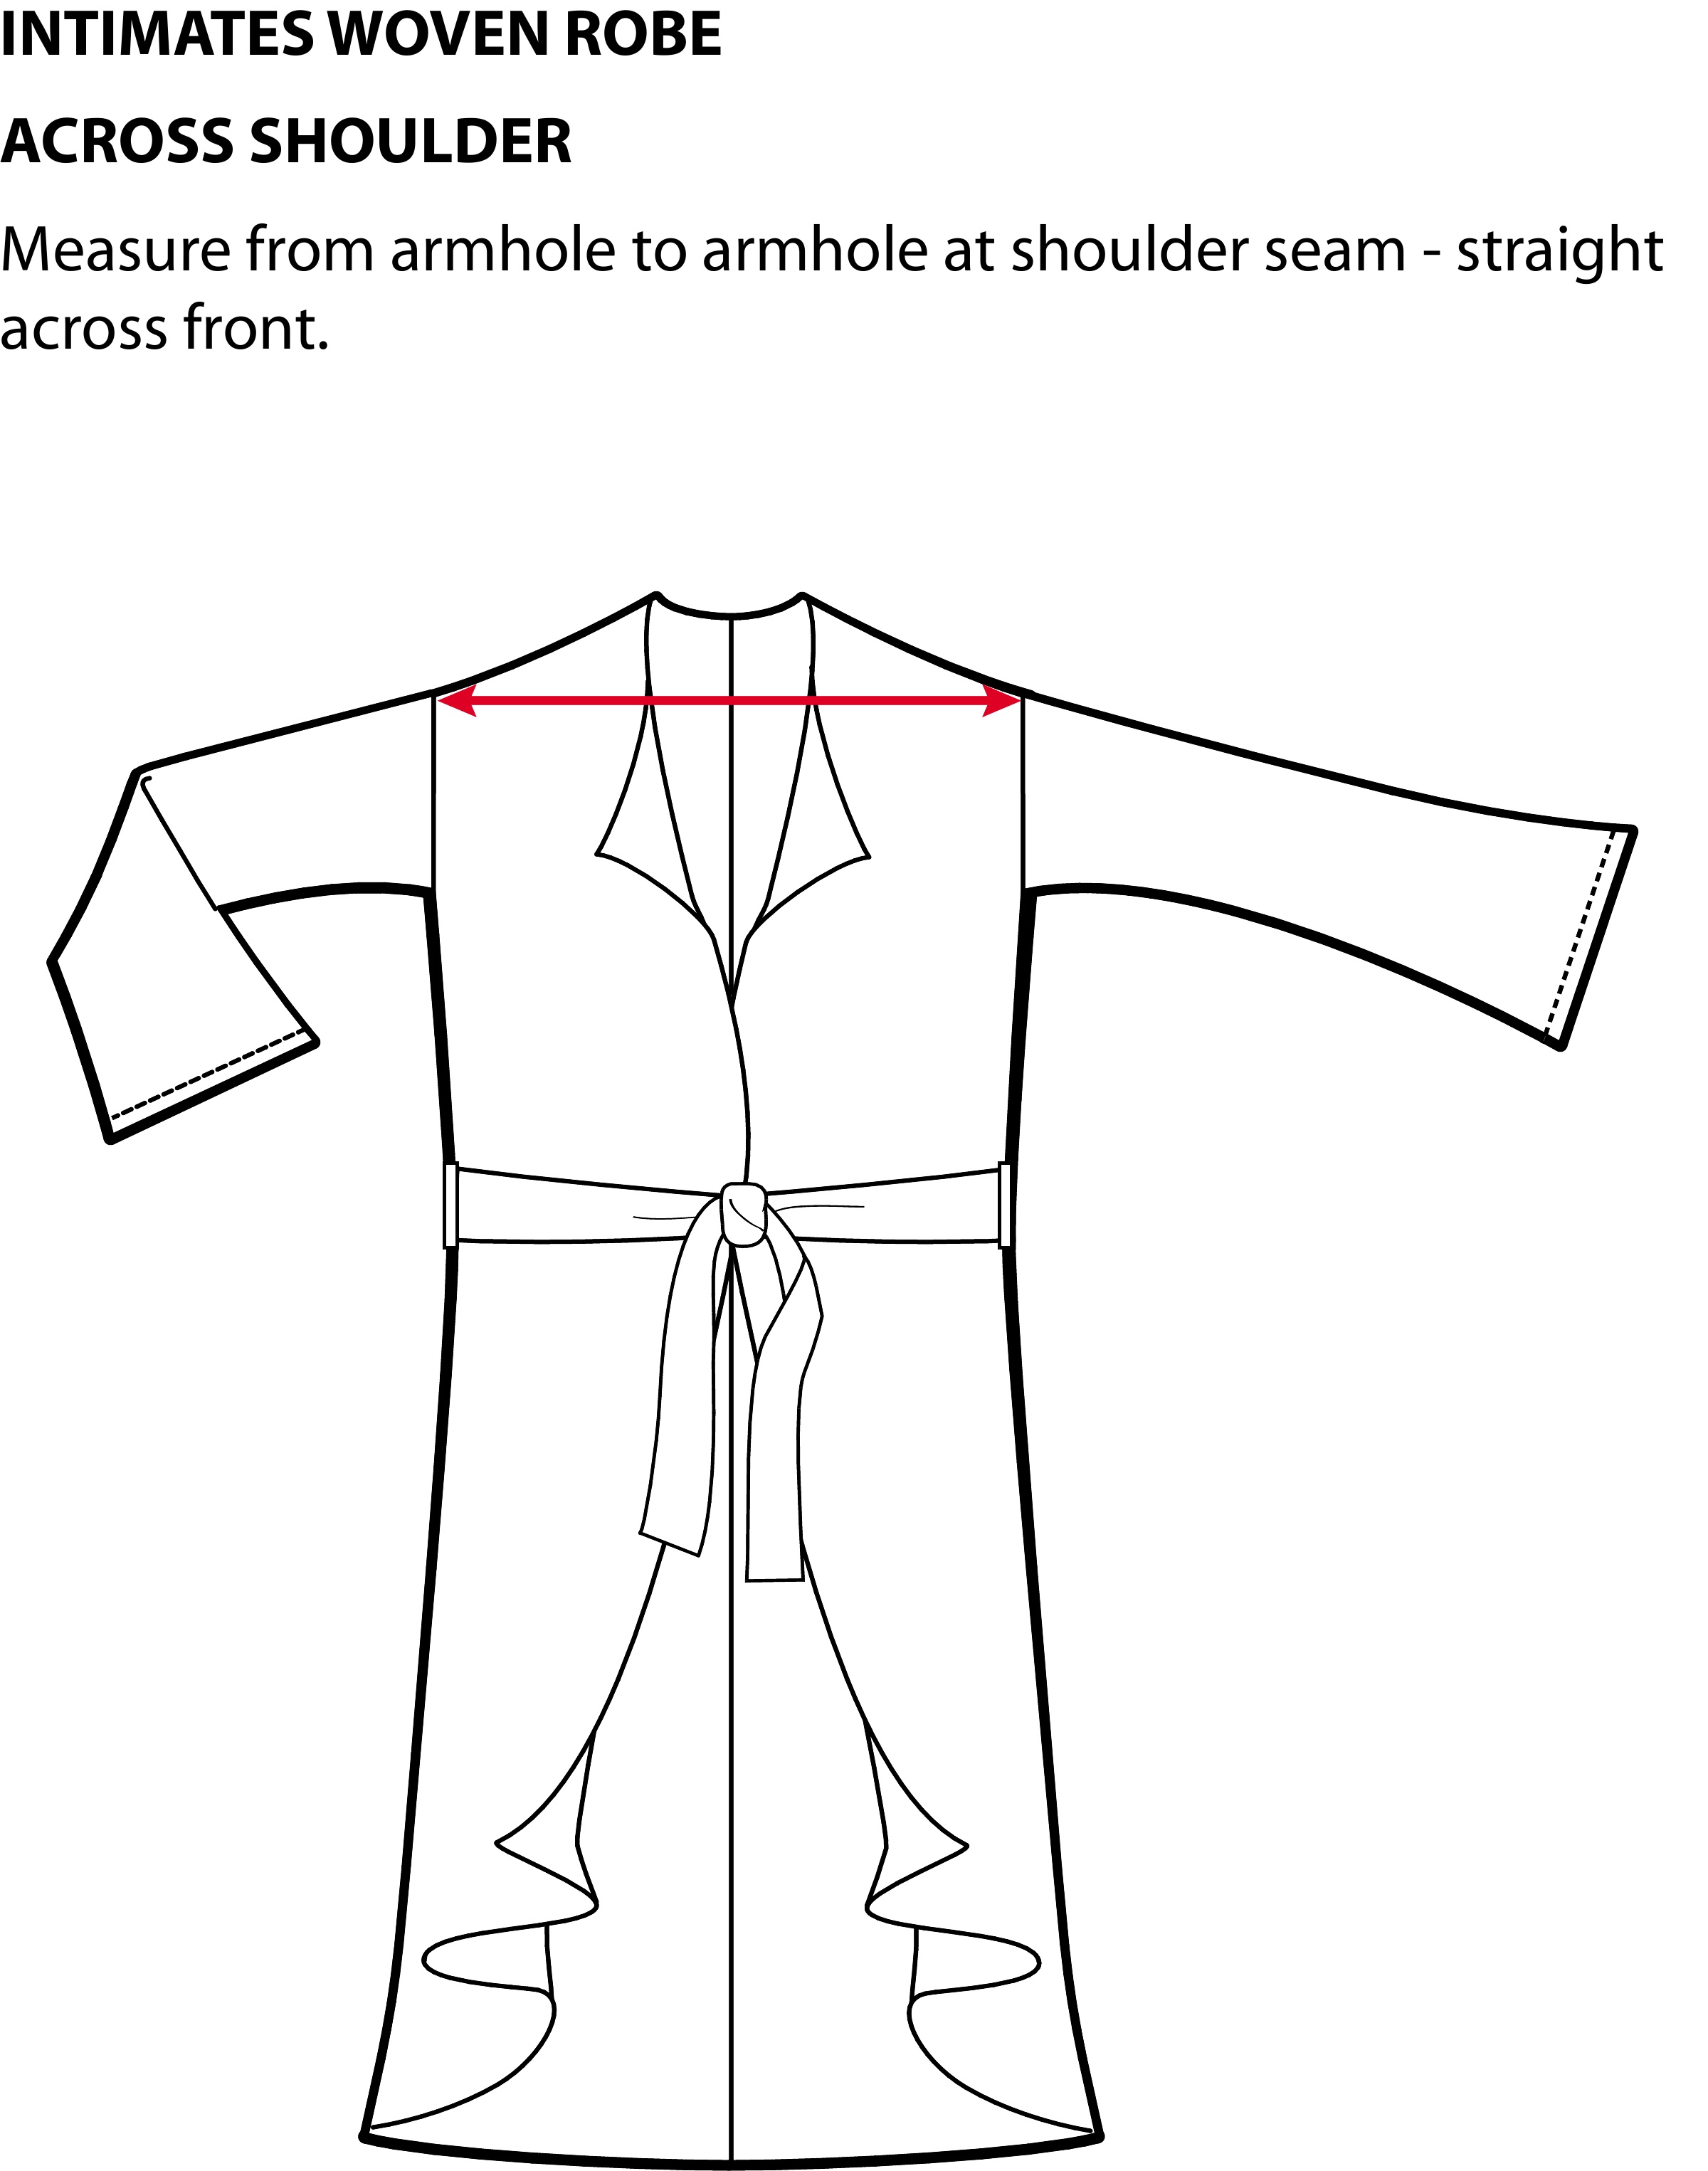 INTIMATES WOVEN ROBE
ACROSS SHOULDER
Measure from armhole to armhole at shoulder seam - straight
across front.